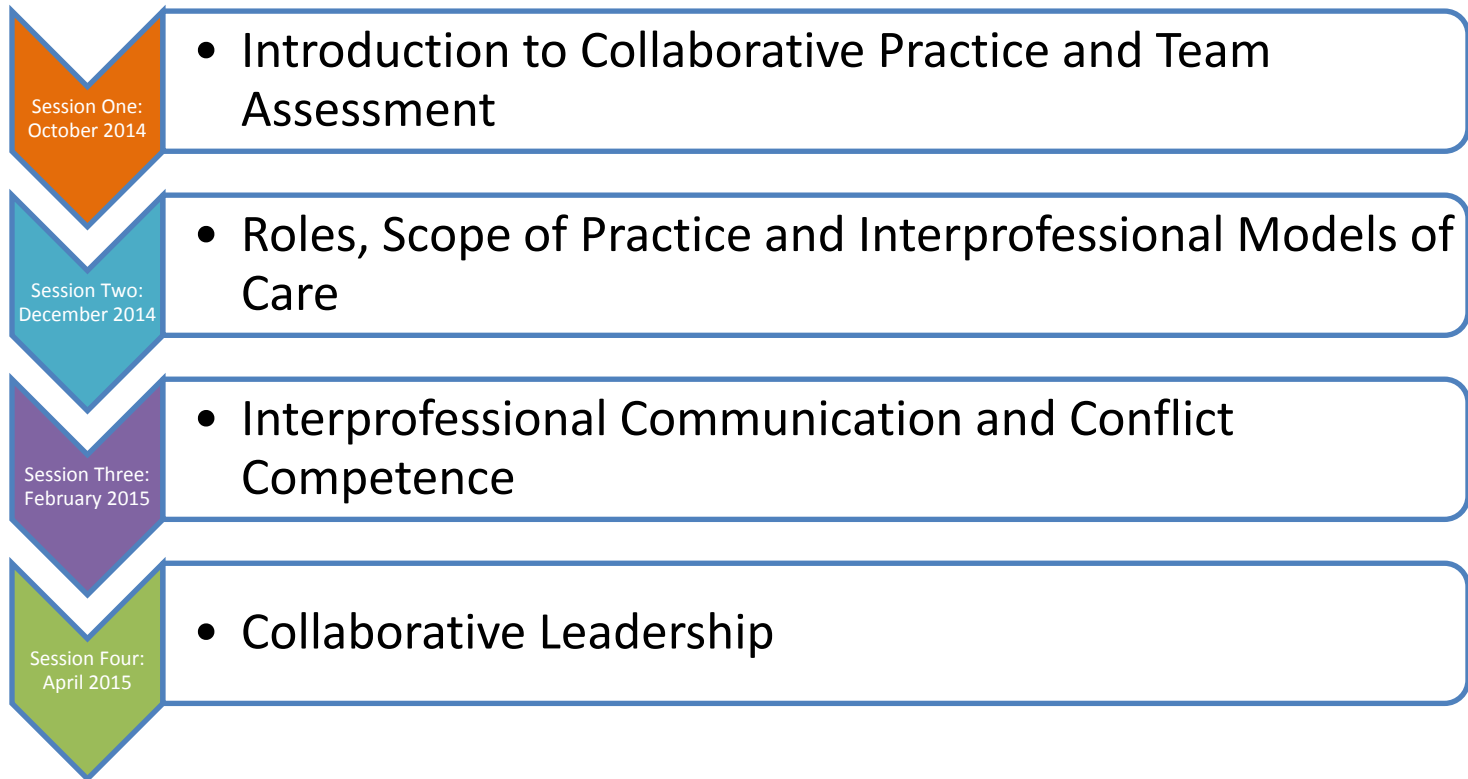 Session One:
October 2014
• Introduction to Collaborative Practice and Team
Assessment
Session Two:
December 2014
• Roles, Scope of Practice and Interprofessional Models of
Care
Session Three:
February 2015
• Interprofessional Communication and Conflict
Competence
Session Four:
April 2015
• Collaborative Leadership